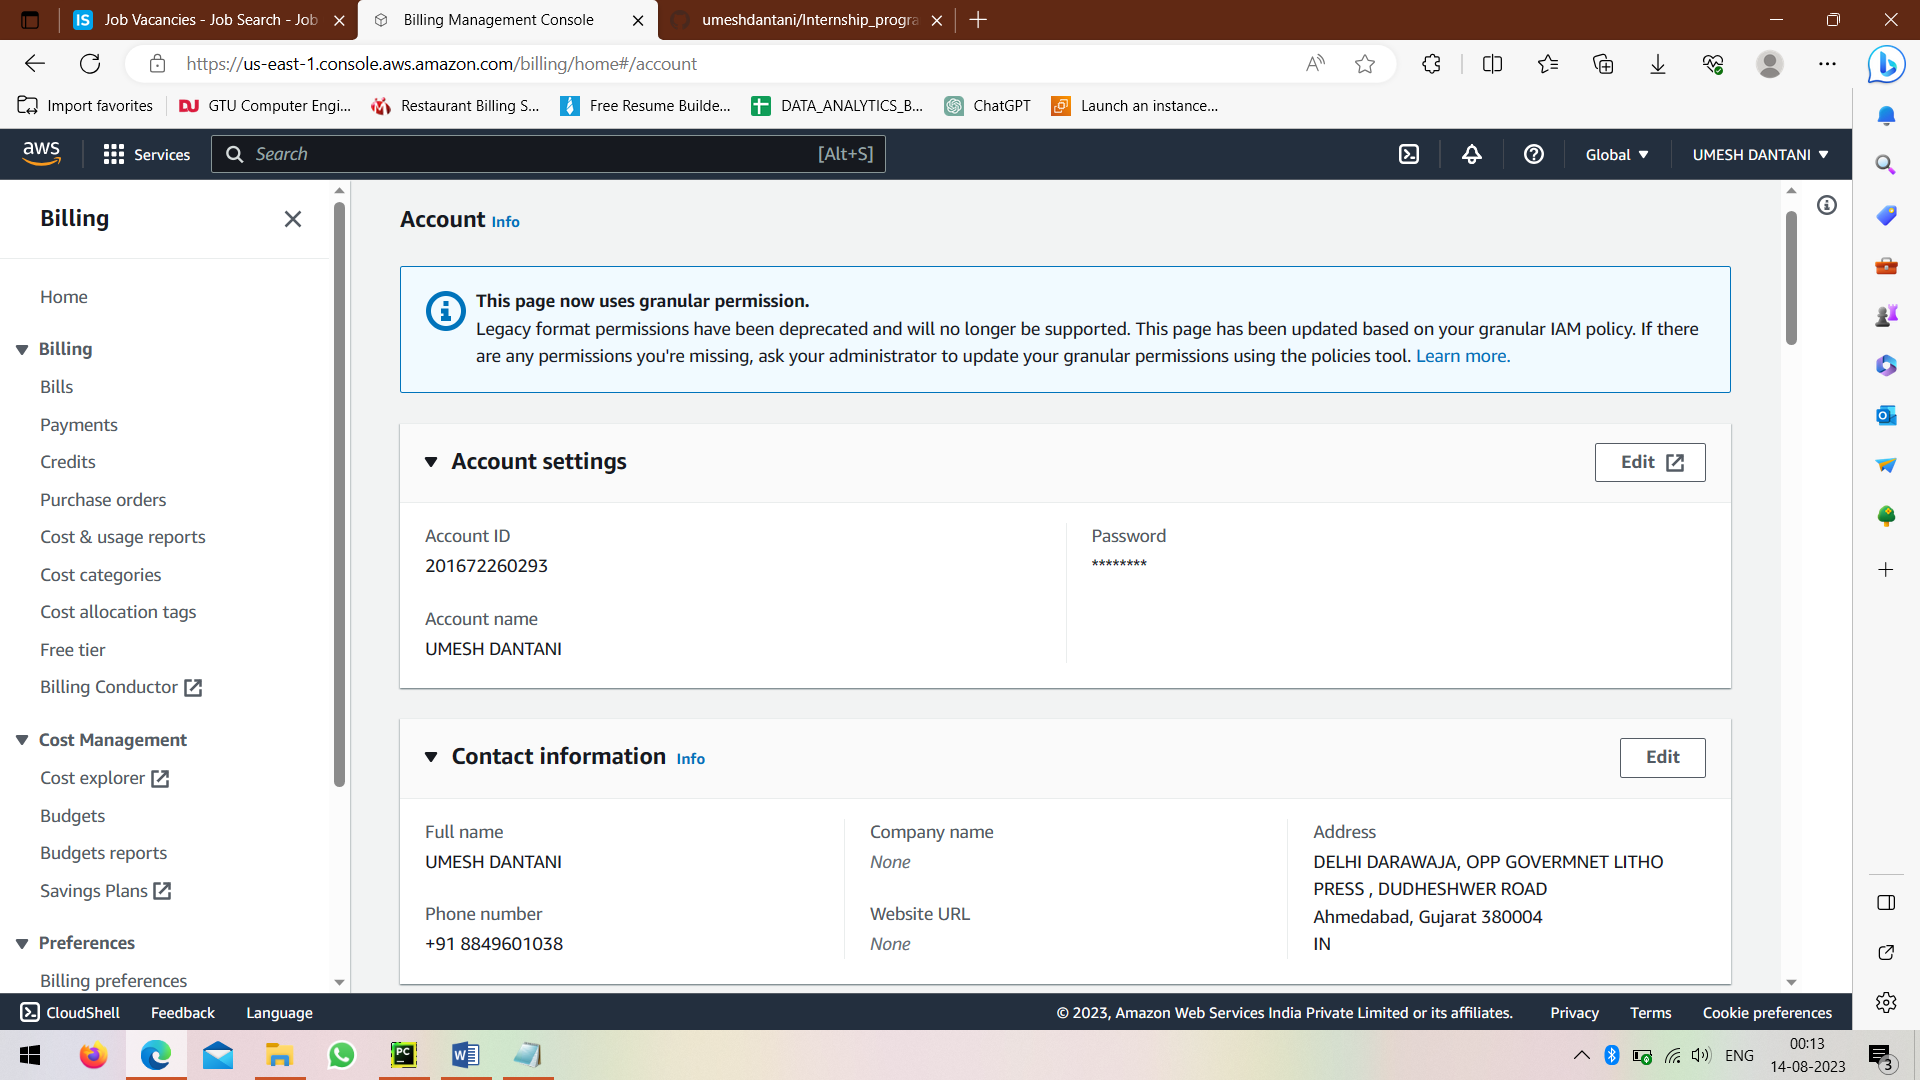 Job Vacancies - Job Search - Job
Billing Management Console
umeshdantani/Internship_progra
https://us-east-1.console.aws.amazon.com/billing/home#/account
Import favorites
GTU Computer Engi...
Restaurant Billing S...
Free Resume Builde...
DATA_ANALYTICS_B...
ChatGPT
Launch an instance...
aws
Services
Search
[Alt+S]
Global
UMESH DANTANI
Billing
Home
Billing
Bills
Payments
Credits
Purchase orders
Cost & usage reports
Cost categories
Cost allocation tags
Free tier
Billing Conductor
Cost Management
Cost explorer
Budgets
Budgets reports
Savings Plans
Preferences
Billing preferences
Account Info
This page now uses granular permission.
Legacy format permissions have been deprecated and will no longer be supported. This page has been updated based on your granular IAM policy. If there
are any permissions you're missing, ask your administrator to update your granular permissions using the policies tool. Learn more.
Account settings
Edit
Account ID
201672260293
Password
********
Account name
UMESH DANTANI
Contact information Info
Edit
Full name
UMESH DANTANI
Phone number
+91 8849601038
Company name
None
Website URL
None
Address
DELHI DARAWAJA, OPP GOVERMNET LITHO
PRESS , DUDHESHWER ROAD
Ahmedabad, Gujarat 380004
IN
CloudShell
Feedback
Language
© 2023, Amazon Web Services India Private Limited or its affiliates.
Privacy
Terms
Cookie preferences
ENG
00:13
14-08-2023
3